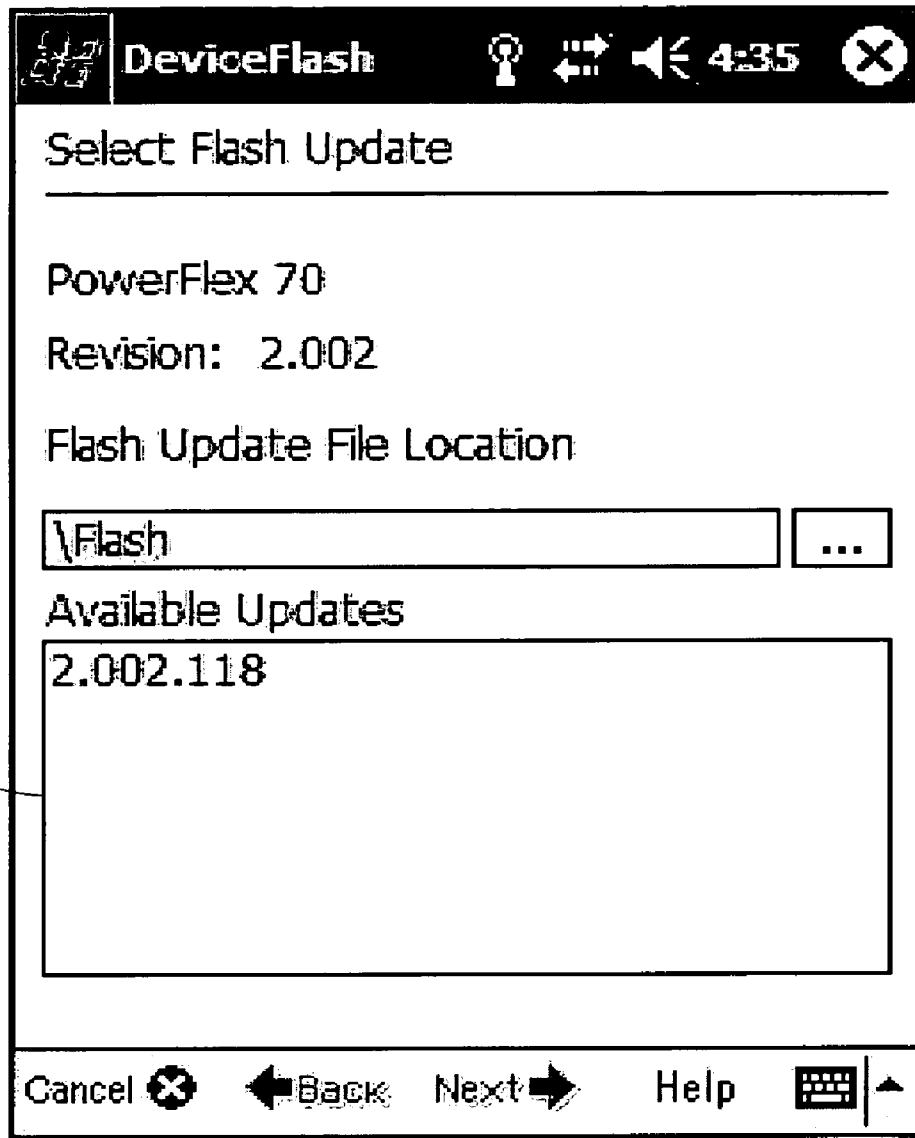 DeviceFlash 4:35
Select Flash Update
PowerFlex 70
Revision: 2.002
Flash Update File Location
\Flash ...
Available Updates
2.002.118
Cancel Back Next Help